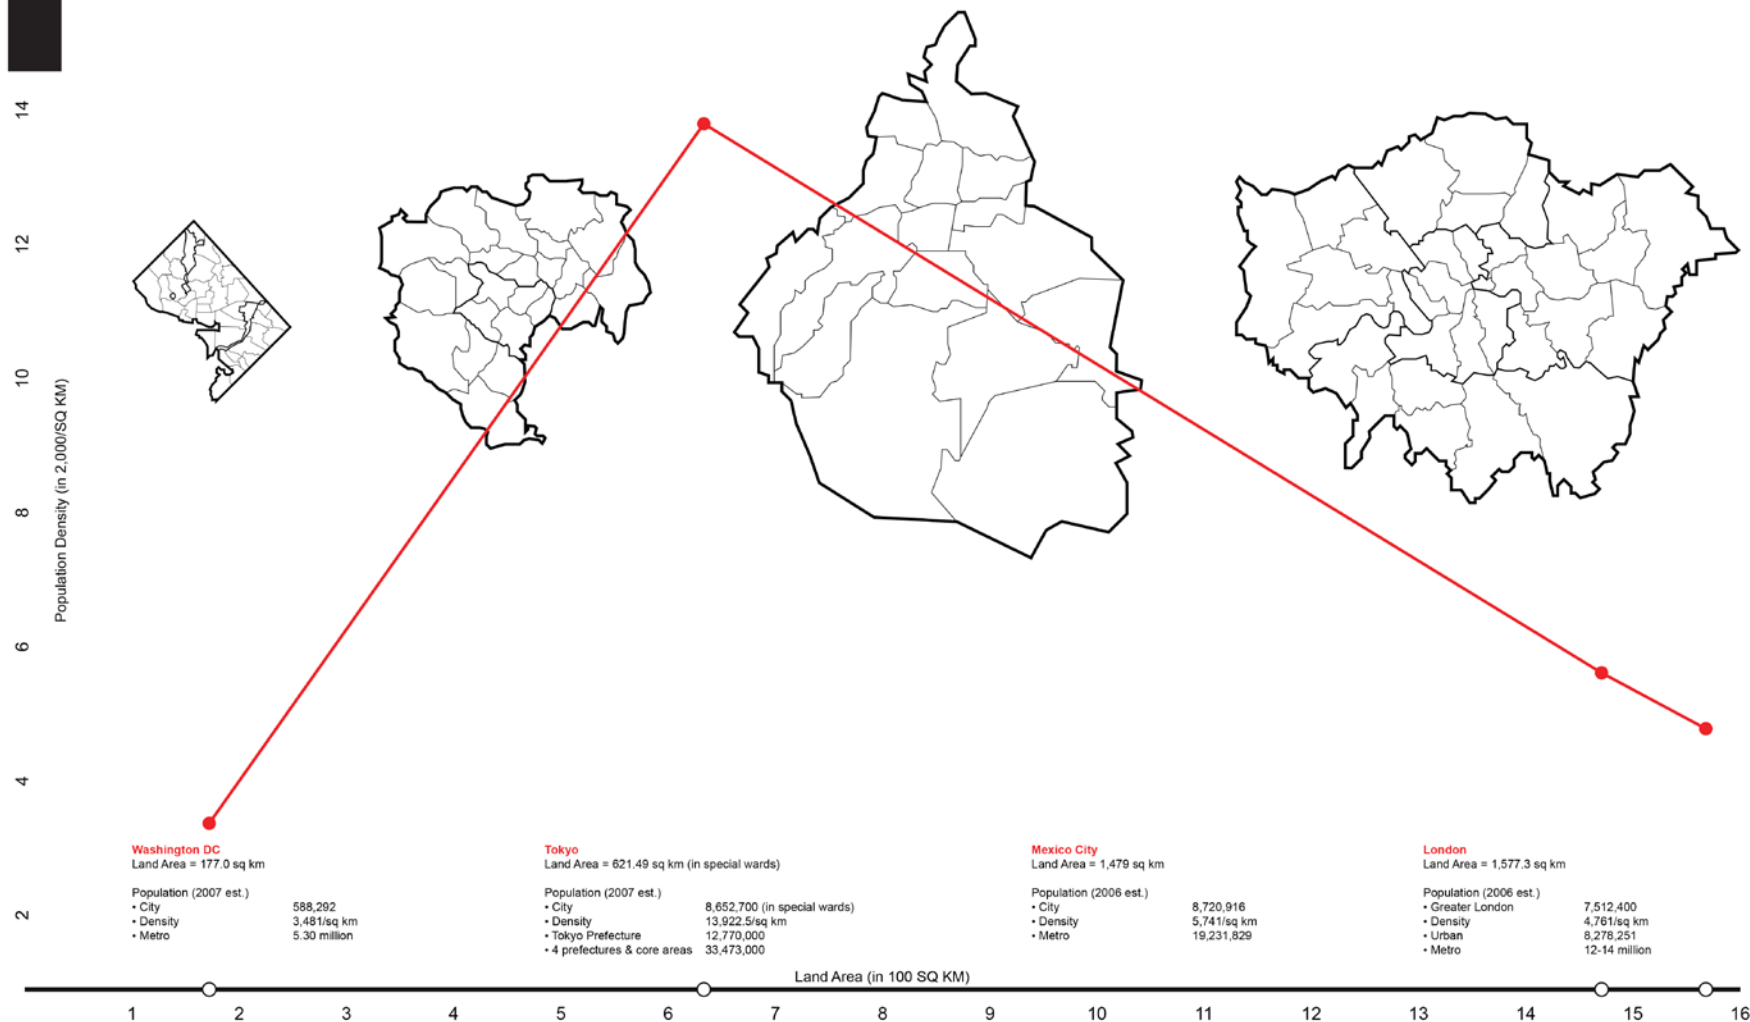 14
12
10
8
6
4
2
Population Density (in 2,000/SQ KM)
Washington DC
Land Area = 177.0 sq km
Population (2007 est.)
• City 588,292
• Density 3,481/sq km
• Metro 5.30 million
Tokyo
Land Area = 621.49 sq km (in special wards)
Population (2007 est.)
• City 8,652,700 (in special wards)
• Density 13,922.5/sq km
• Tokyo Prefecture 12,770,000
• 4 prefectures & core areas 33,473,000
Mexico City
Land Area = 1,479 sq km
Population (2006 est.)
• City 8,720,916
• Density 5,741/sq km
• Metro 19,231,829
London
Land Area = 1,577.3 sq km
Population (2006 est.)
• Greater London 7,512,400
• Density 4,761/sq km
• Urban 8,278,251
• Metro 12-14 million
Land Area (in 100 SQ KM)
1 2 3 4 5 6 7 8 9 10 11 12 13 14 15 16